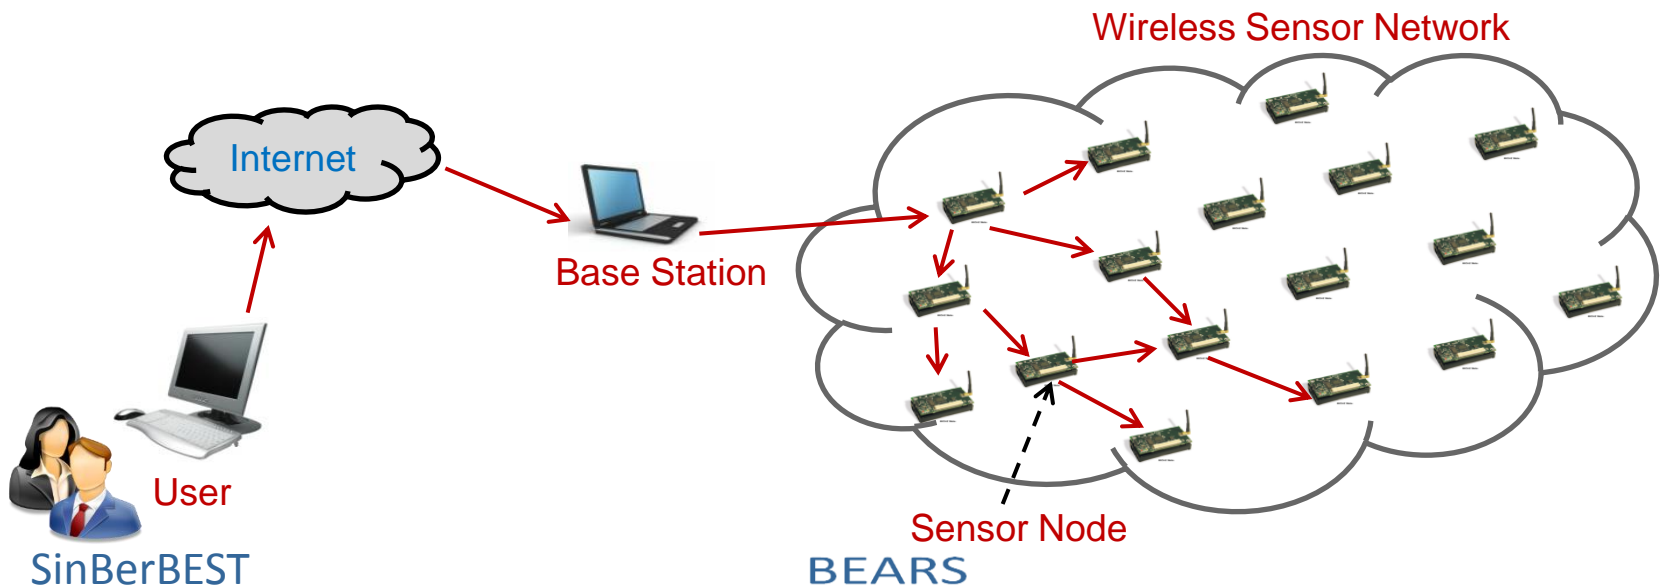 Wireless Sensor Network
Internet
Base Station
User
Sensor Node
SinBerBEST
BEARS